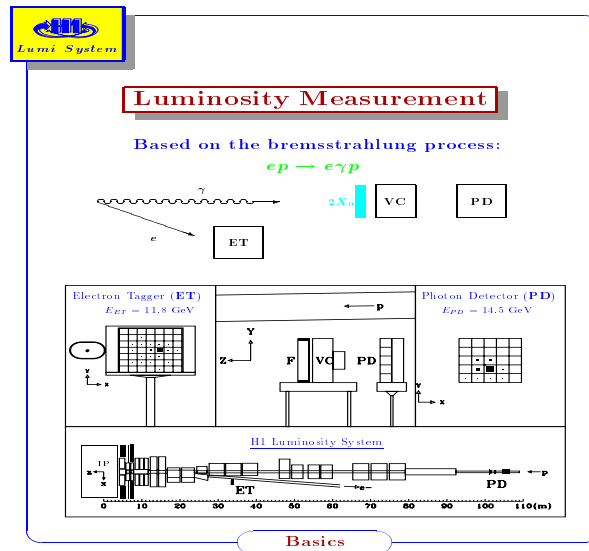 H1
Lumi System
Luminosity Measurement
Based on the bremsstrahlung process:
ep → eγp
γ
e
ET
2X₀
VC
PD
Electron Tagger (ET)
E_ET = 11.8 GeV
Y
x
p
Y
Z
F
VC
PD
Photon Detector (PD)
E_PD = 14.5 GeV
Y
x
H1 Luminosity System
IP
z
x
ET
e-
PD
p
0 10 20 30 40 50 60 70 80 90 100 110(m)
Basics